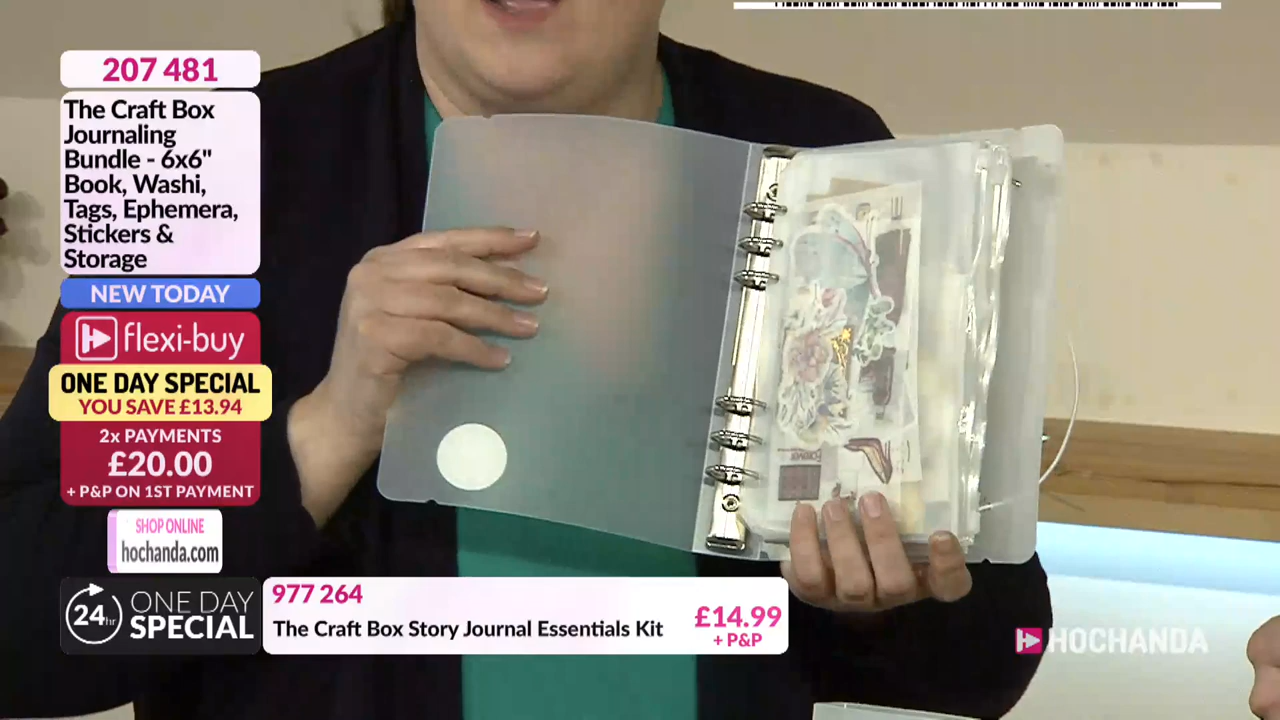 207 481
The Craft Box
Journaling
Bundle - 6x6"
Book, Washi,
Tags, Ephemera,
Stickers &
Storage
NEW TODAY
flexi-buy
ONE DAY SPECIAL
YOU SAVE £13.94
2x PAYMENTS
£20.00
+ P&P ON 1ST PAYMENT
SHOP ONLINE
hochanda.com
24hr
ONE DAY
SPECIAL
977 264
The Craft Box Story Journal Essentials Kit
£14.99
+ P&P
HOCHANDA